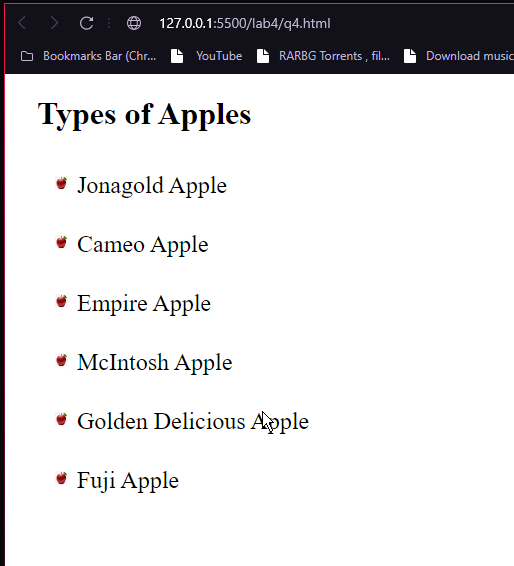 127.0.0.1:5500/lab4/q4.html
Bookmarks Bar (Chr... YouTube RARBG Torrents , fil... Download music
Types of Apples
Jonagold Apple
Cameo Apple
Empire Apple
McIntosh Apple
Golden Delicious Apple
Fuji Apple